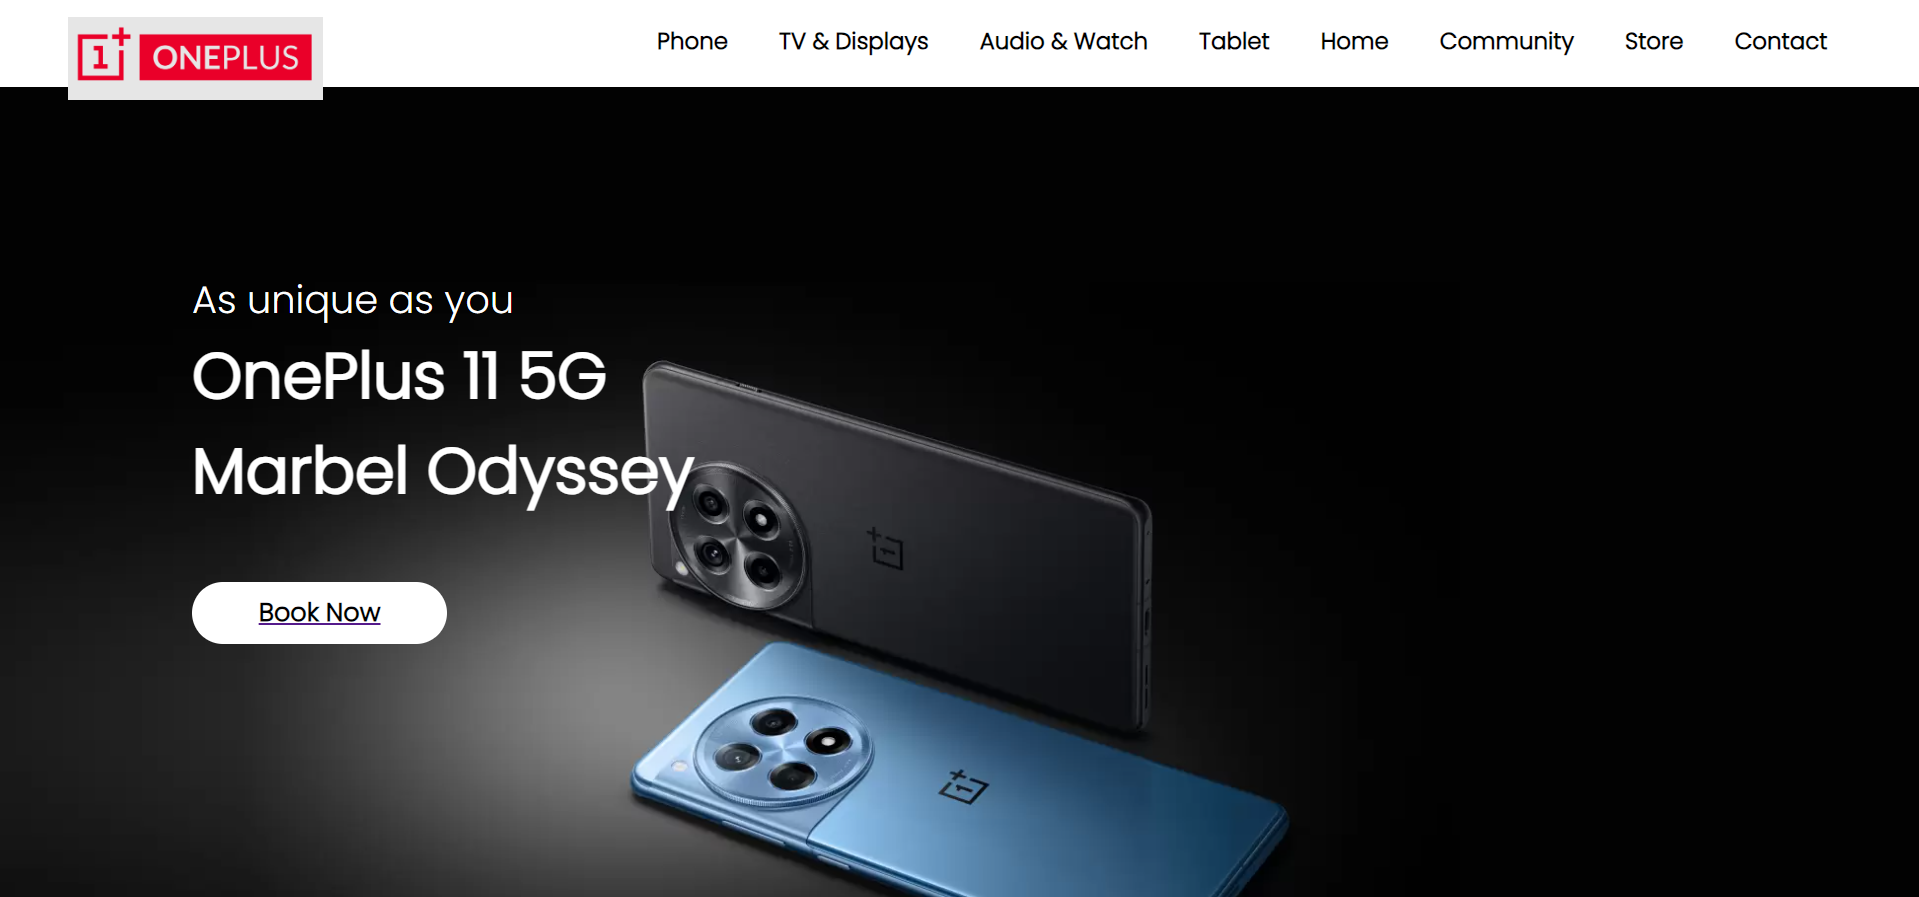 1+ ONEPLUS
Phone TV & Displays Audio & Watch Tablet Home Community Store Contact
As unique as you
OnePlus 11 5G
Marbel Odyssey
Book Now